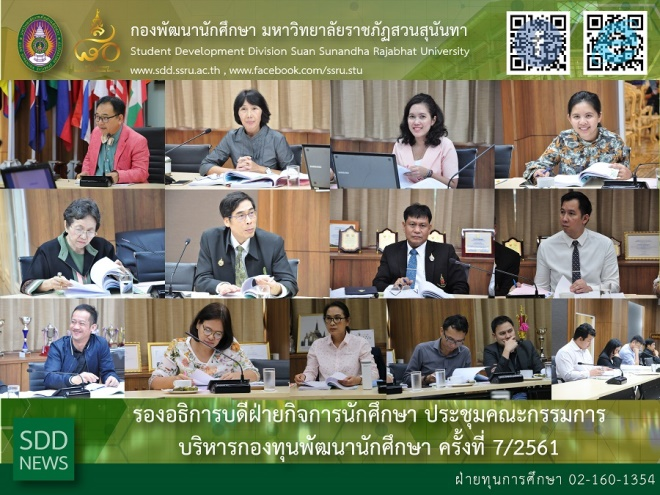 กองพัฒนานักศึกษา มหาวิทยาลัยราชภัฏสวนสุนันทา
Student Development Division Suan Sunandha Rajabhat University
www.sdd.ssru.ac.th , www.facebook.com/ssru.stu
รองอธิการบดีฝ่ายกิจการนักศึกษา ประชุมคณะกรรมการ
บริหารกองทุนพัฒนานักศึกษา ครั้งที่ 7/2561
SDD
NEWS
ฝ่ายทุนการศึกษา 02-160-1354